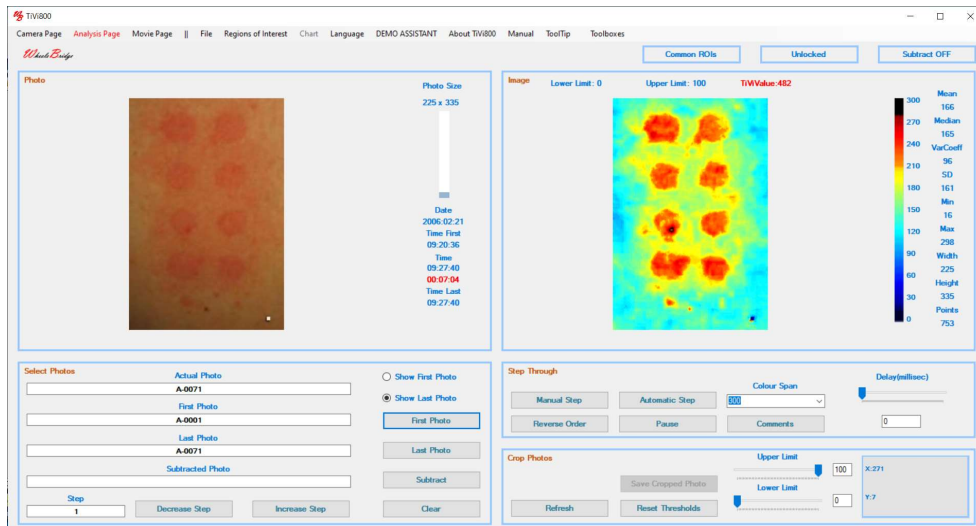 TiVi800
Camera Page Analysis Page Movie Page || File Regions of Interest Chart Language DEMO ASSISTANT About TiVi800 Manual ToolTip Toolboxes
WheelsBridge
Common ROIs Unlocked Subtract OFF
Photo
Photo Size
225 x 335
Date
2006:02:21
Time First
09:20:36
Time
09:27:40
00:07:04
Time Last
09:27:40
Image Lower Limit: 0 Upper Limit: 100 TiViValue:482
300
270
240
210
180
150
120
90
60
30
0
Mean
166
Median
165
VarCoeff
96
SD
161
Min
16
Max
298
Width
225
Height
335
Points
753
Select Photos
Actual Photo
A-0071
First Photo
A-0001
Last Photo
A-0071
Subtracted Photo
Step
1
Decrease Step Increase Step
Show First Photo
Show Last Photo
First Photo
Last Photo
Subtract
Clear
Step Through
Manual Step Automatic Step
Colour Span
300
Delay(millisec)
Reverse Order Pause Comments
0
Crop Photos
Upper Limit
100
Save Cropped Photo
Lower Limit
0
Refresh Reset Thresholds
X:271
Y:7